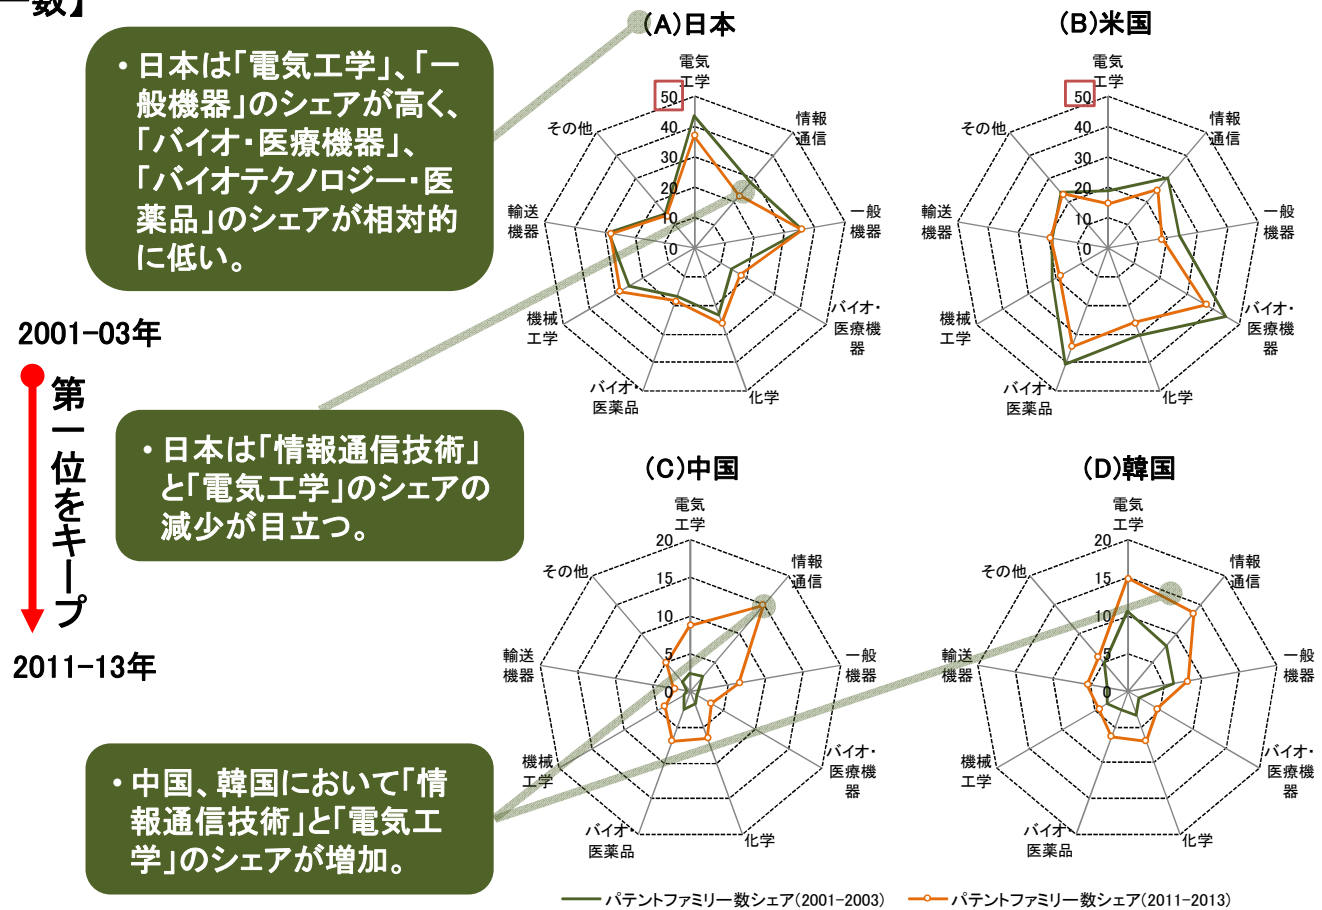 ー数】
・日本は「電気工学」、「一
般機器」のシェアが高く、
「バイオ・医療機器」、
「バイオテクノロジー・医
薬品」のシェアが相対的
に低い。
2001-03年
第一位をキープ
2011-13年
・日本は「情報通信技術」
と「電気工学」のシェアの
減少が目立つ。
・中国、韓国において「情
報通信技術」と「電気工
学」のシェアが増加。
(A)日本
電気
工学
情報
通信
一般
機器
バイオ・
医療機
器
化学
バイオ・
医薬品
機械
工学
輸送
機器
その他
50
40
30
20
10
0
(B)米国
電気
工学
情報
通信
一般
機器
バイオ・
医療機
器
化学
バイオ・
医薬品
機械
工学
輸送
機器
その他
50
40
30
20
10
0
(C)中国
電気
工学
情報
通信
一般
機器
バイオ・
医療機
器
化学
バイオ・
医薬品
機械
工学
輸送
機器
その他
20
15
10
5
0
(D)韓国
電気
工学
情報
通信
一般
機器
バイオ・
医療機
器
化学
バイオ・
医薬品
機械
工学
輸送
機器
その他
20
15
10
5
0
パテントファミリー数シェア(2001-2003)
パテントファミリー数シェア(2011-2013)